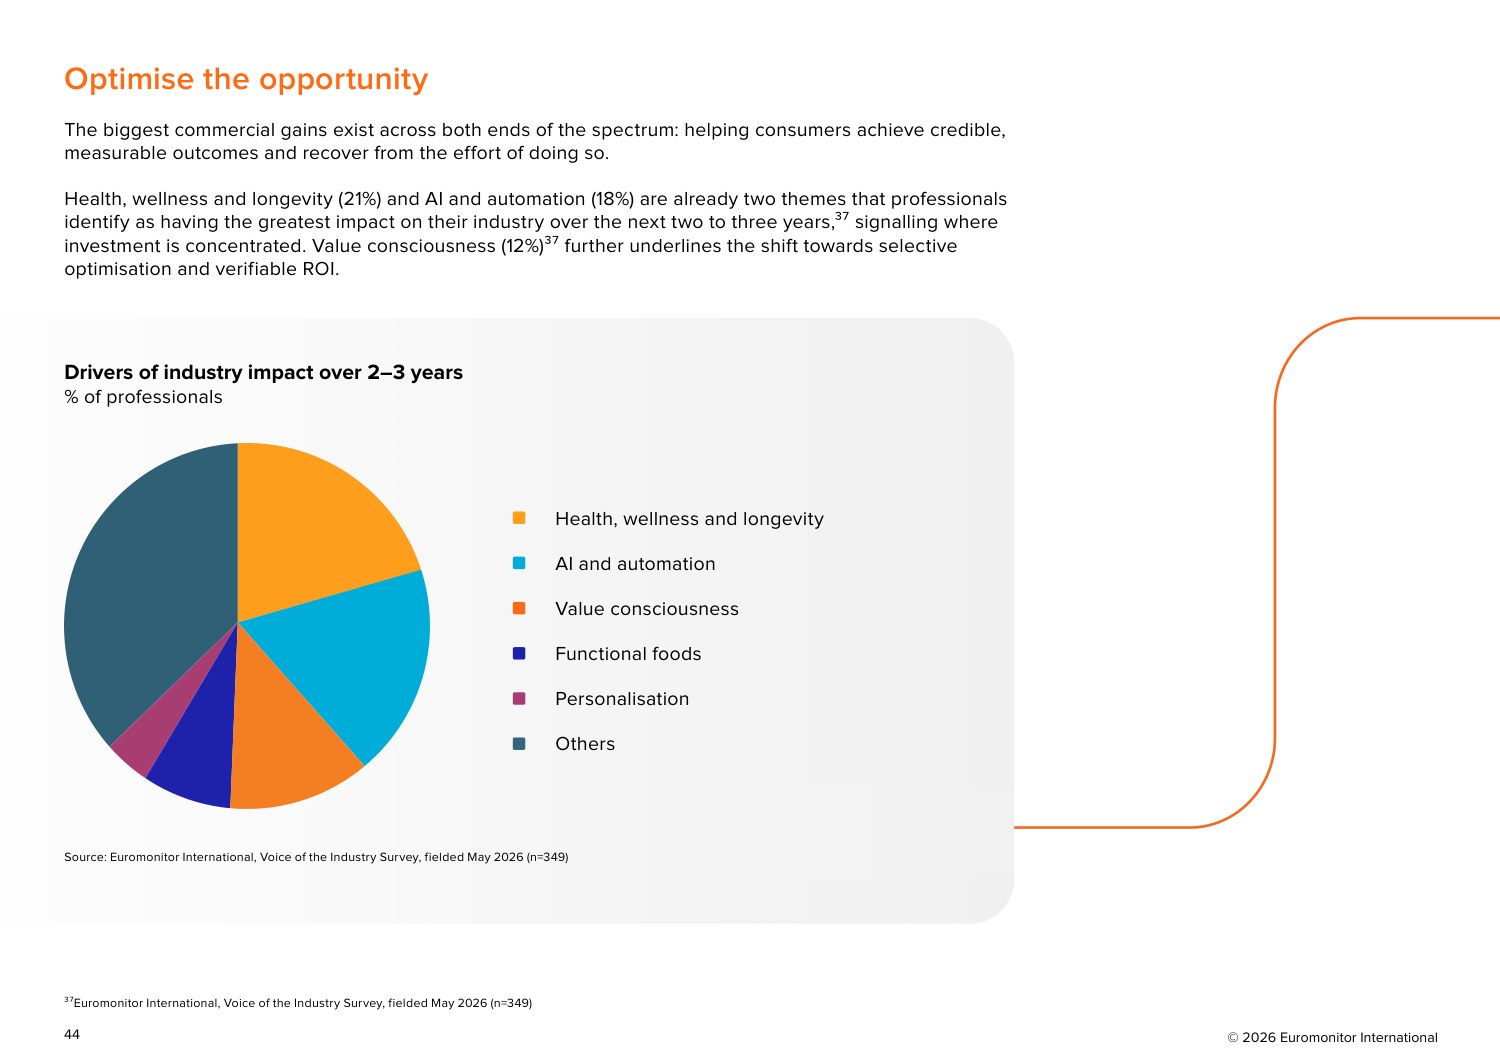 Optimise the opportunity
The biggest commercial gains exist across both ends of the spectrum: helping consumers achieve credible,
measurable outcomes and recover from the effort of doing so.
Health, wellness and longevity (21%) and AI and automation (18%) are already two themes that professionals
identify as having the greatest impact on their industry over the next two to three years,³⁷ signalling where
investment is concentrated. Value consciousness (12%)³⁷ further underlines the shift towards selective
optimisation and verifiable ROI.
Drivers of industry impact over 2–3 years
% of professionals
Health, wellness and longevity
AI and automation
Value consciousness
Functional foods
Personalisation
Others
Source: Euromonitor International, Voice of the Industry Survey, fielded May 2026 (n=349)
³⁷Euromonitor International, Voice of the Industry Survey, fielded May 2026 (n=349)
44
© 2026 Euromonitor International